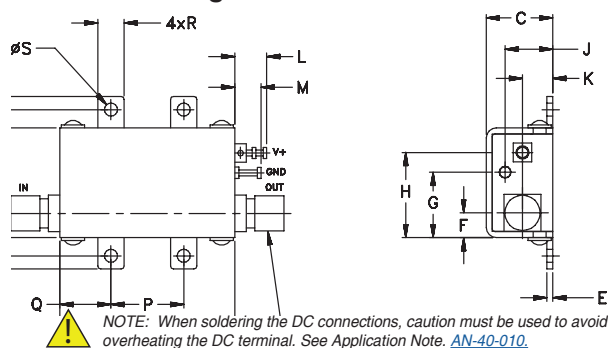 4xR
øS
L
M
V+
GND
IN
OUT
Q
P
C
J
K
H
G
F
E
NOTE: When soldering the DC connections, caution must be used to avoid
overheating the DC terminal. See Application Note. AN-40-010.